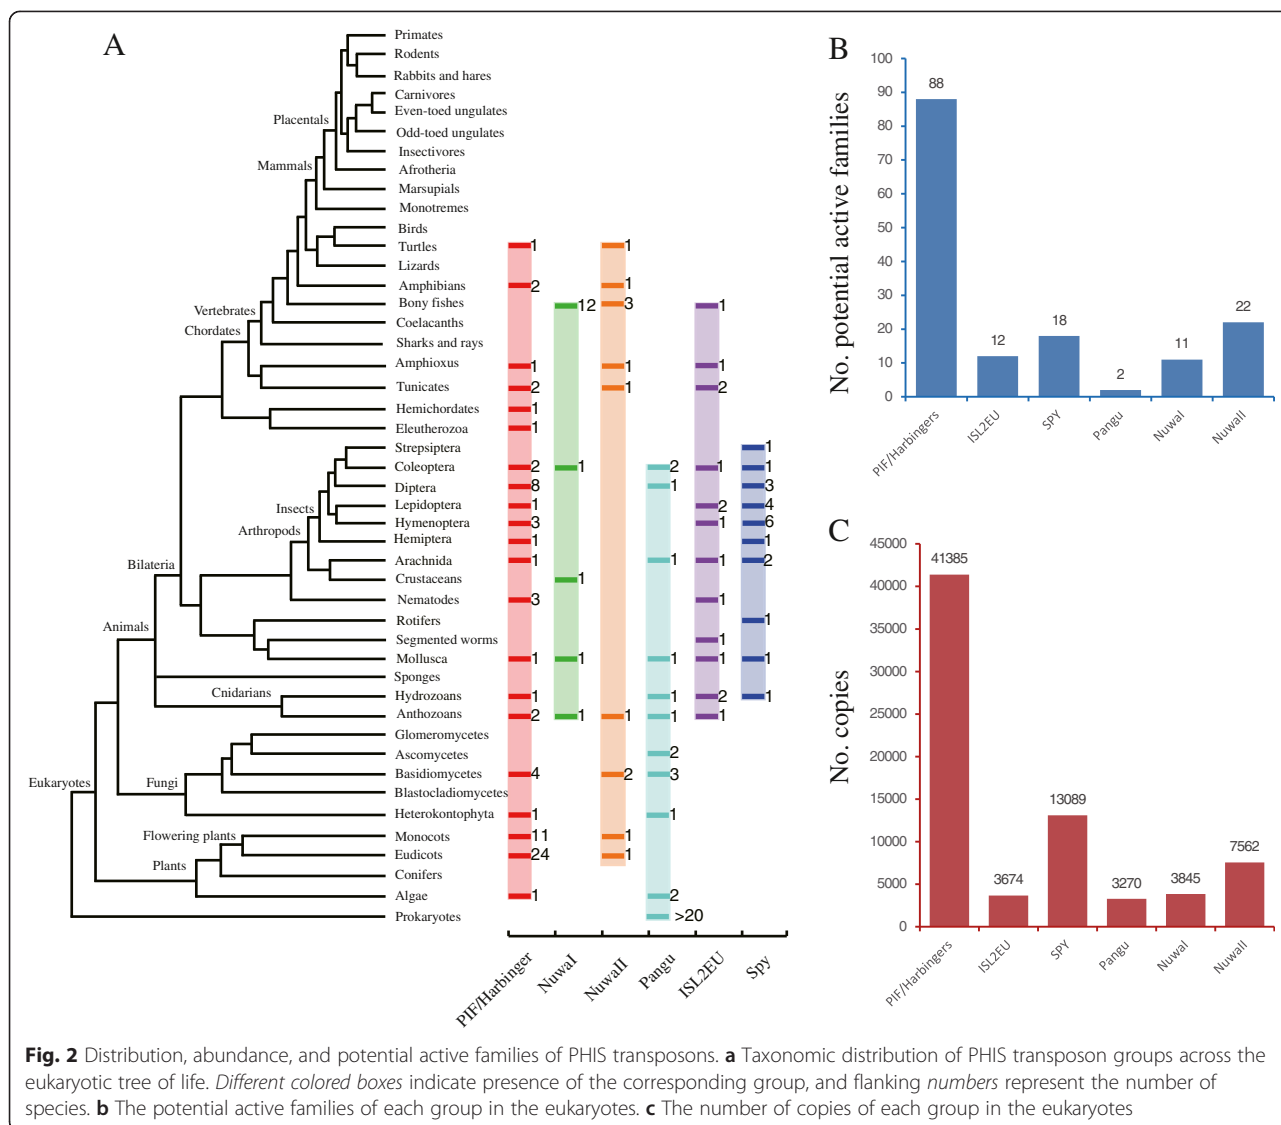 A
Primates
Rodents
Rabbits and hares
Carnivores
Even-toed ungulates
Placentals
Odd-toed ungulates
Insectivores
Mammals
Afrotheria
Marsupials
Monotremes
Birds
Turtles 1 1
Lizards
Amphibians 2 1
Bony fishes 12 3 1
Vertebrates
Coelacanths
Chordates
Sharks and rays
Amphioxus 1 1 1
Tunicates 2 1 2
Hemichordates 1
Eleutherozoa 1
Strepsiptera 1
Coleoptera 2 1 2 1 1
Diptera 8 1 3
Insects
Lepidoptera 1 2 4
Hymenoptera 3 1 6
Arthropods
Hemiptera 1 1
Bilateria
Arachnida 1 1 1 2
Crustaceans 1
Nematodes 3 1
Rotifers 1
Animals
Segmented worms 1
Mollusca 1 1 1 1 1
Sponges
Cnidarians
Hydrozoans 1 1 2 1
Anthozoans 2 1 1 1 1
Glomeromycetes
Ascomycetes 2
Basidiomycetes 4 2 3
Eukaryotes
Fungi
Blastocladiomycetes
Heterokontophyta 1 1
Flowering plants
Monocots 11 1
Eudicots 24 1
Plants
Conifers
Algae 1 2
Prokaryotes >20
PIF/Harbinger
NuwaI
NuwaII
Pangu
ISL2EU
Spy
B
No. potential active families
100
90
80
70
60
50
40
30
20
10
0
88
12
18
2
11
22
PIF/Harbingers
ISL2EU
SPY
Pangu
NuwaI
NuwaII
C
No. copies
45000
40000
35000
30000
25000
20000
15000
10000
5000
0
41385
3674
13089
3270
3845
7562
PIF/Harbingers
ISL2EU
SPY
Pangu
NuwaI
NuwaII
Fig. 2 Distribution, abundance, and potential active families of PHIS transposons. a Taxonomic distribution of PHIS transposon groups across the
eukaryotic tree of life. Different colored boxes indicate presence of the corresponding group, and flanking numbers represent the number of
species. b The potential active families of each group in the eukaryotes. c The number of copies of each group in the eukaryotes